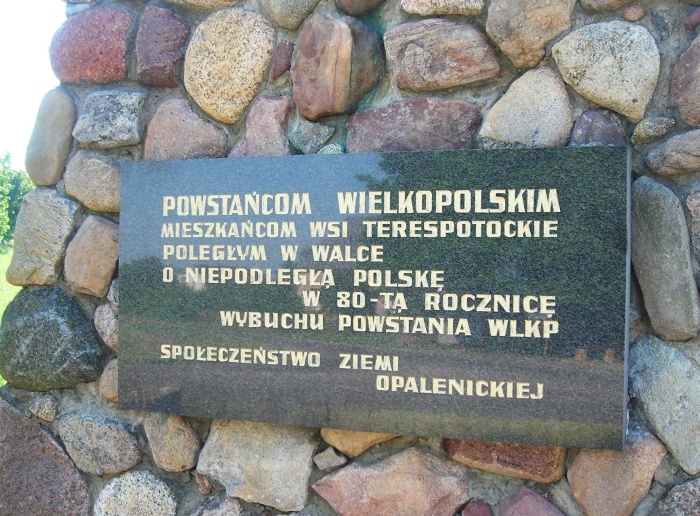 POWSTAŃCOM WIELKOPOLSKIM
MIESZKAŃCOM WSI TERESPOTOCKIE
POLEGŁYM W WALCE
O NIEPODLEGŁĄ POLSKĘ
W 80-TĄ ROCZNICĘ
WYBUCHU POWSTANIA WLKP
SPOŁECZEŃSTWO ZIEMI
OPALENICKIEJ